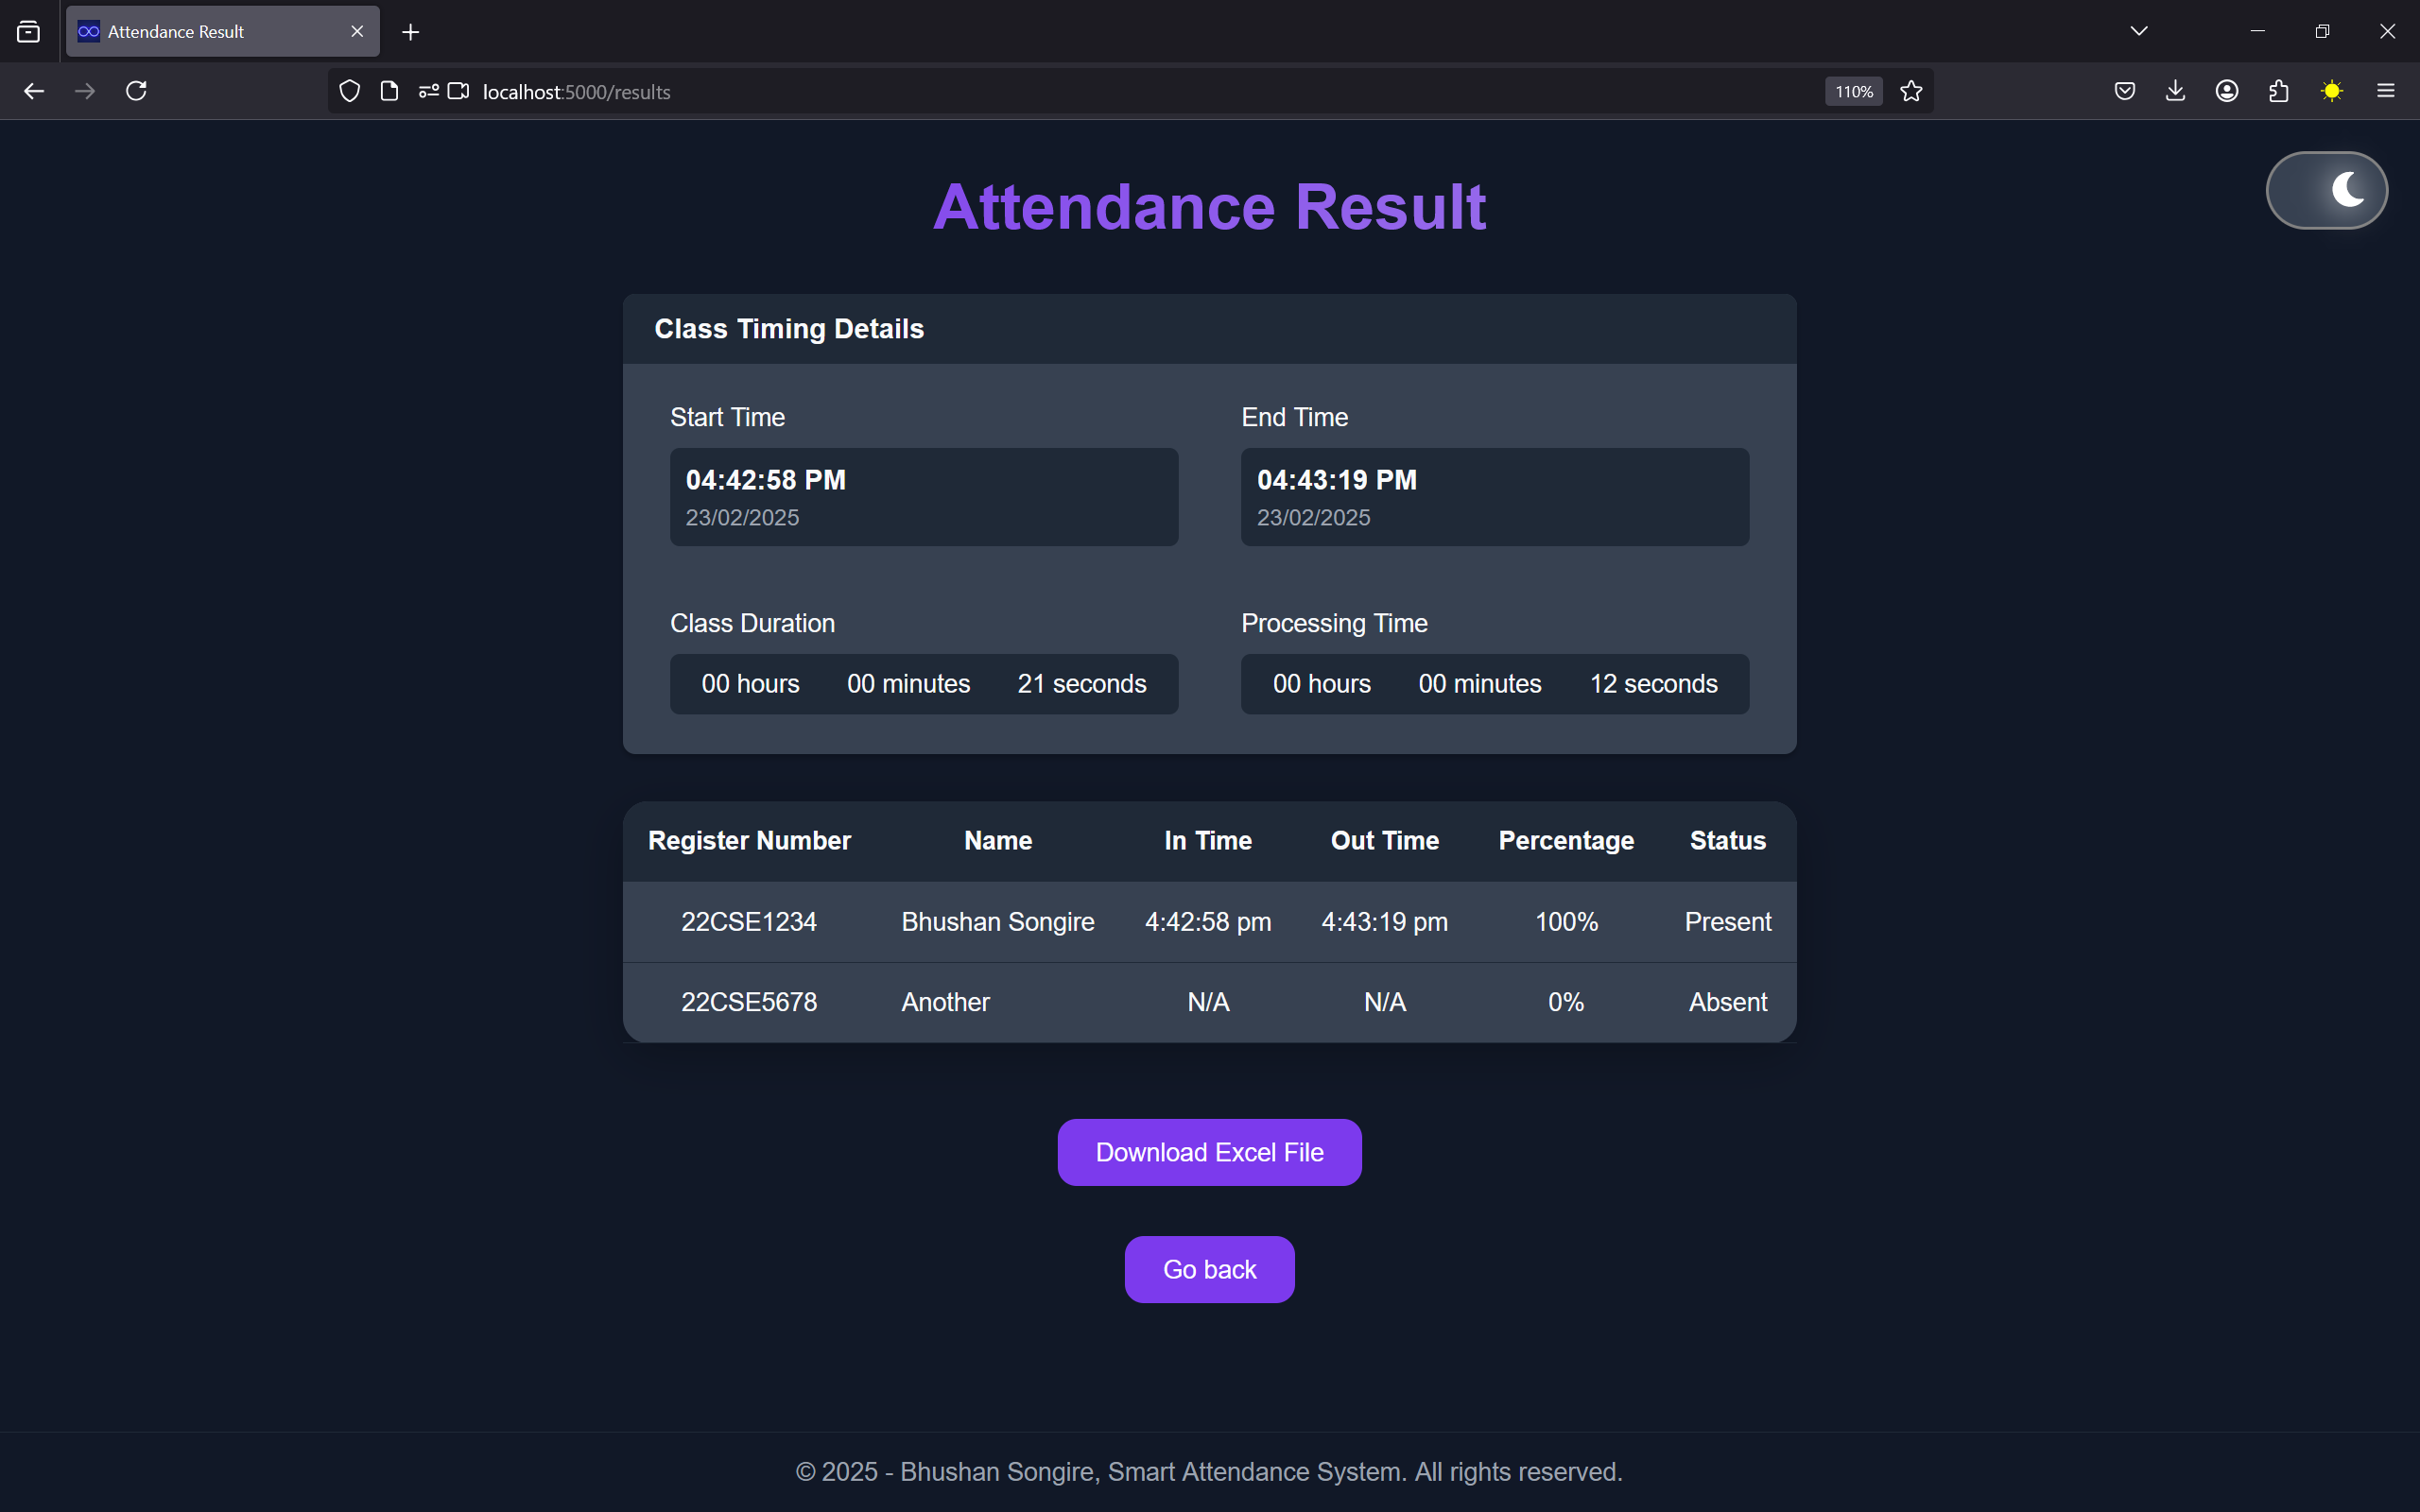 Attendance Result
localhost:5000/results
110%
Attendance Result
Class Timing Details
Start Time
End Time
04:42:58 PM
23/02/2025
04:43:19 PM
23/02/2025
Class Duration
Processing Time
00 hours 00 minutes 21 seconds
00 hours 00 minutes 12 seconds
Register Number Name In Time Out Time Percentage Status
22CSE1234 Bhushan Songire 4:42:58 pm 4:43:19 pm 100% Present
22CSE5678 Another N/A N/A 0% Absent
Download Excel File
Go back
© 2025 - Bhushan Songire, Smart Attendance System. All rights reserved.